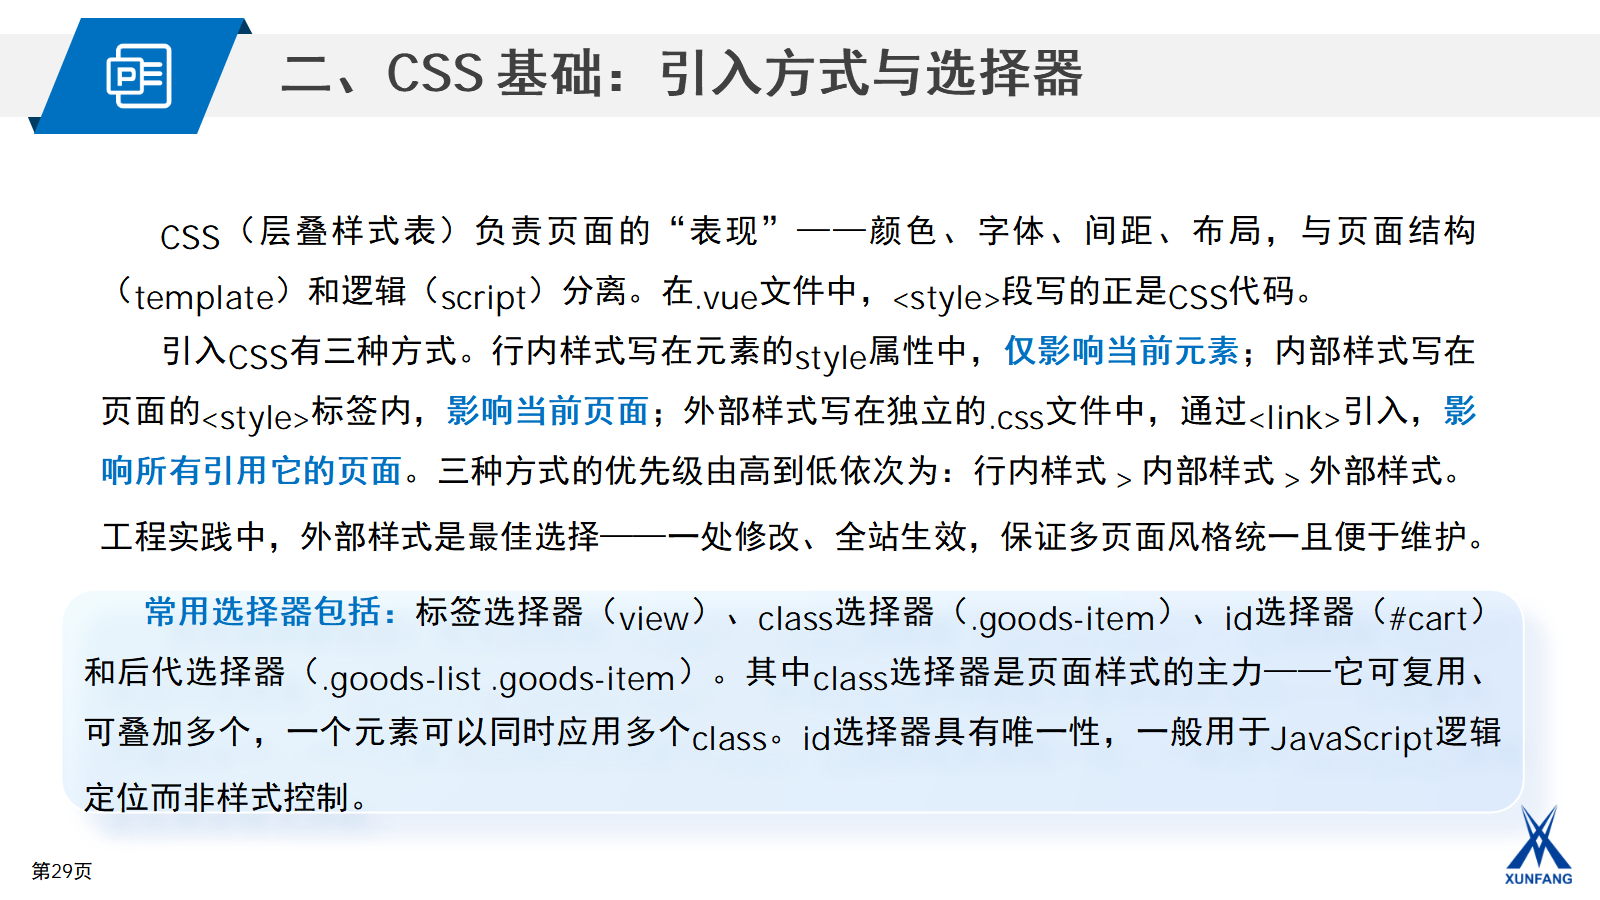 二、CSS 基础：引入方式与选择器
CSS（层叠样式表）负责页面的“表现”——颜色、字体、间距、布局，与页面结构
（template）和逻辑（script）分离。在.vue文件中，<style>段写的正是CSS代码。
引入CSS有三种方式。行内样式写在元素的style属性中，仅影响当前元素；内部样式写在
页面的<style>标签内，影响当前页面；外部样式写在独立的.css文件中，通过<link>引入，影
响所有引用它的页面。三种方式的优先级由高到低依次为：行内样式 > 内部样式 > 外部样式。
工程实践中，外部样式是最佳选择——一处修改、全站生效，保证多页面风格统一且便于维护。
常用选择器包括：标签选择器（view）、class选择器（.goods-item）、id选择器（#cart）
和后代选择器（.goods-list .goods-item）。其中class选择器是页面样式的主力——它可复用、
可叠加多个，一个元素可以同时应用多个class。id选择器具有唯一性，一般用于JavaScript逻辑
定位而非样式控制。
第29页
XUNFANG